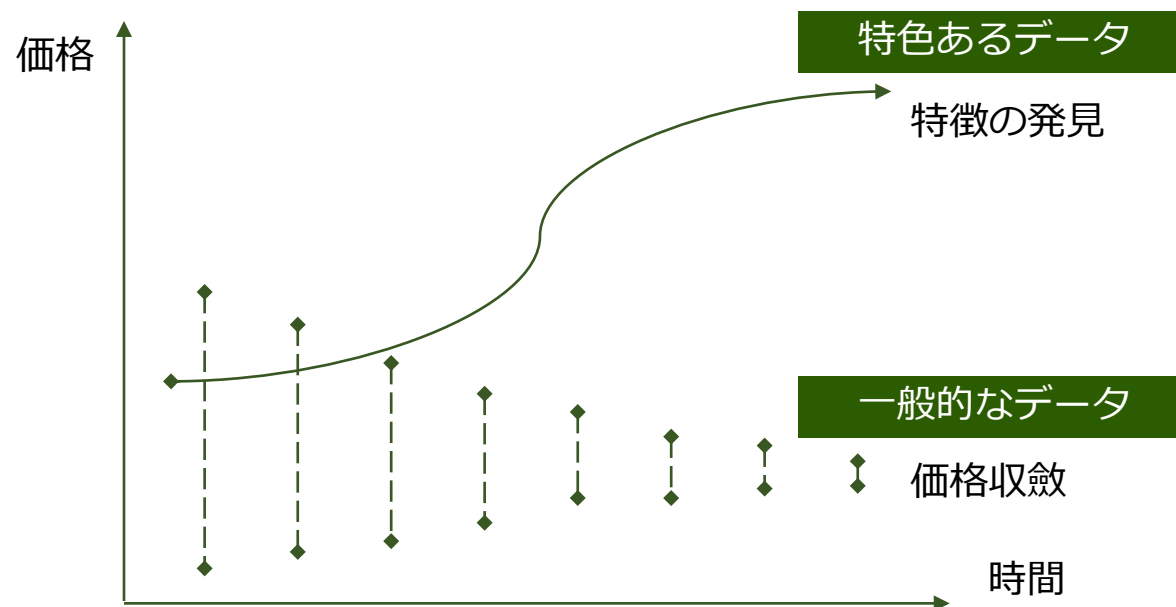 価格
特色あるデータ
特徴の発見
一般的なデータ
価格収斂
時間